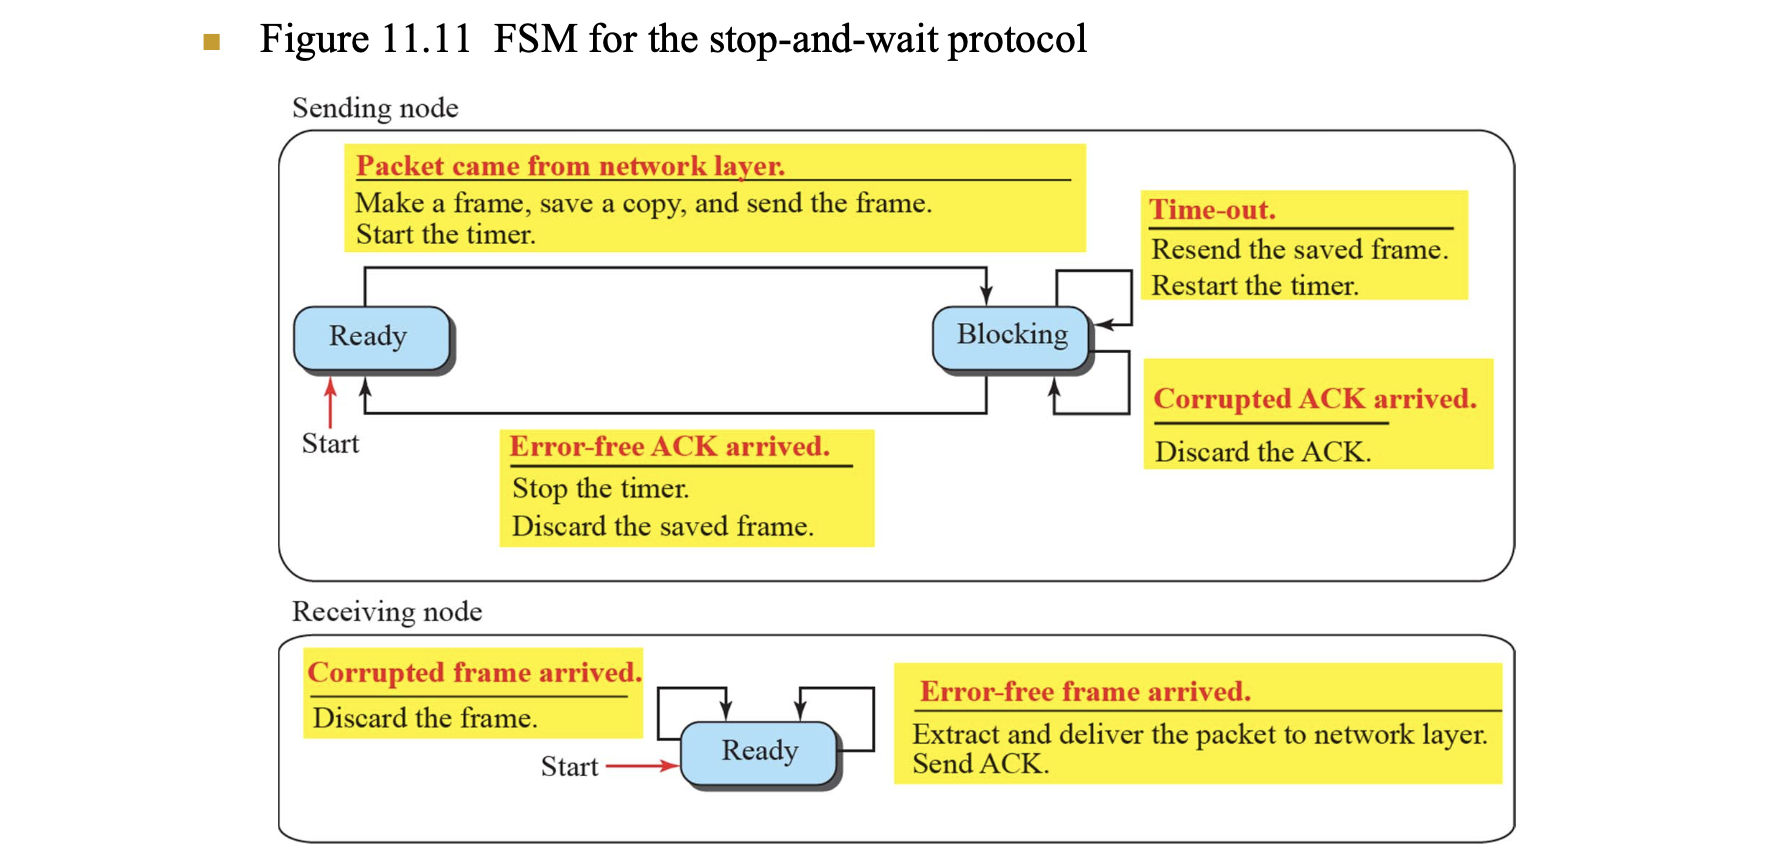 Figure 11.11 FSM for the stop-and-wait protocol
Sending node
Packet came from network layer.
Make a frame, save a copy, and send the frame.
Start the timer.
Time-out.
Resend the saved frame.
Restart the timer.
Ready
Blocking
Start
Corrupted ACK arrived.
Discard the ACK.
Error-free ACK arrived.
Stop the timer.
Discard the saved frame.
Receiving node
Corrupted frame arrived.
Discard the frame.
Start
Ready
Error-free frame arrived.
Extract and deliver the packet to network layer.
Send ACK.